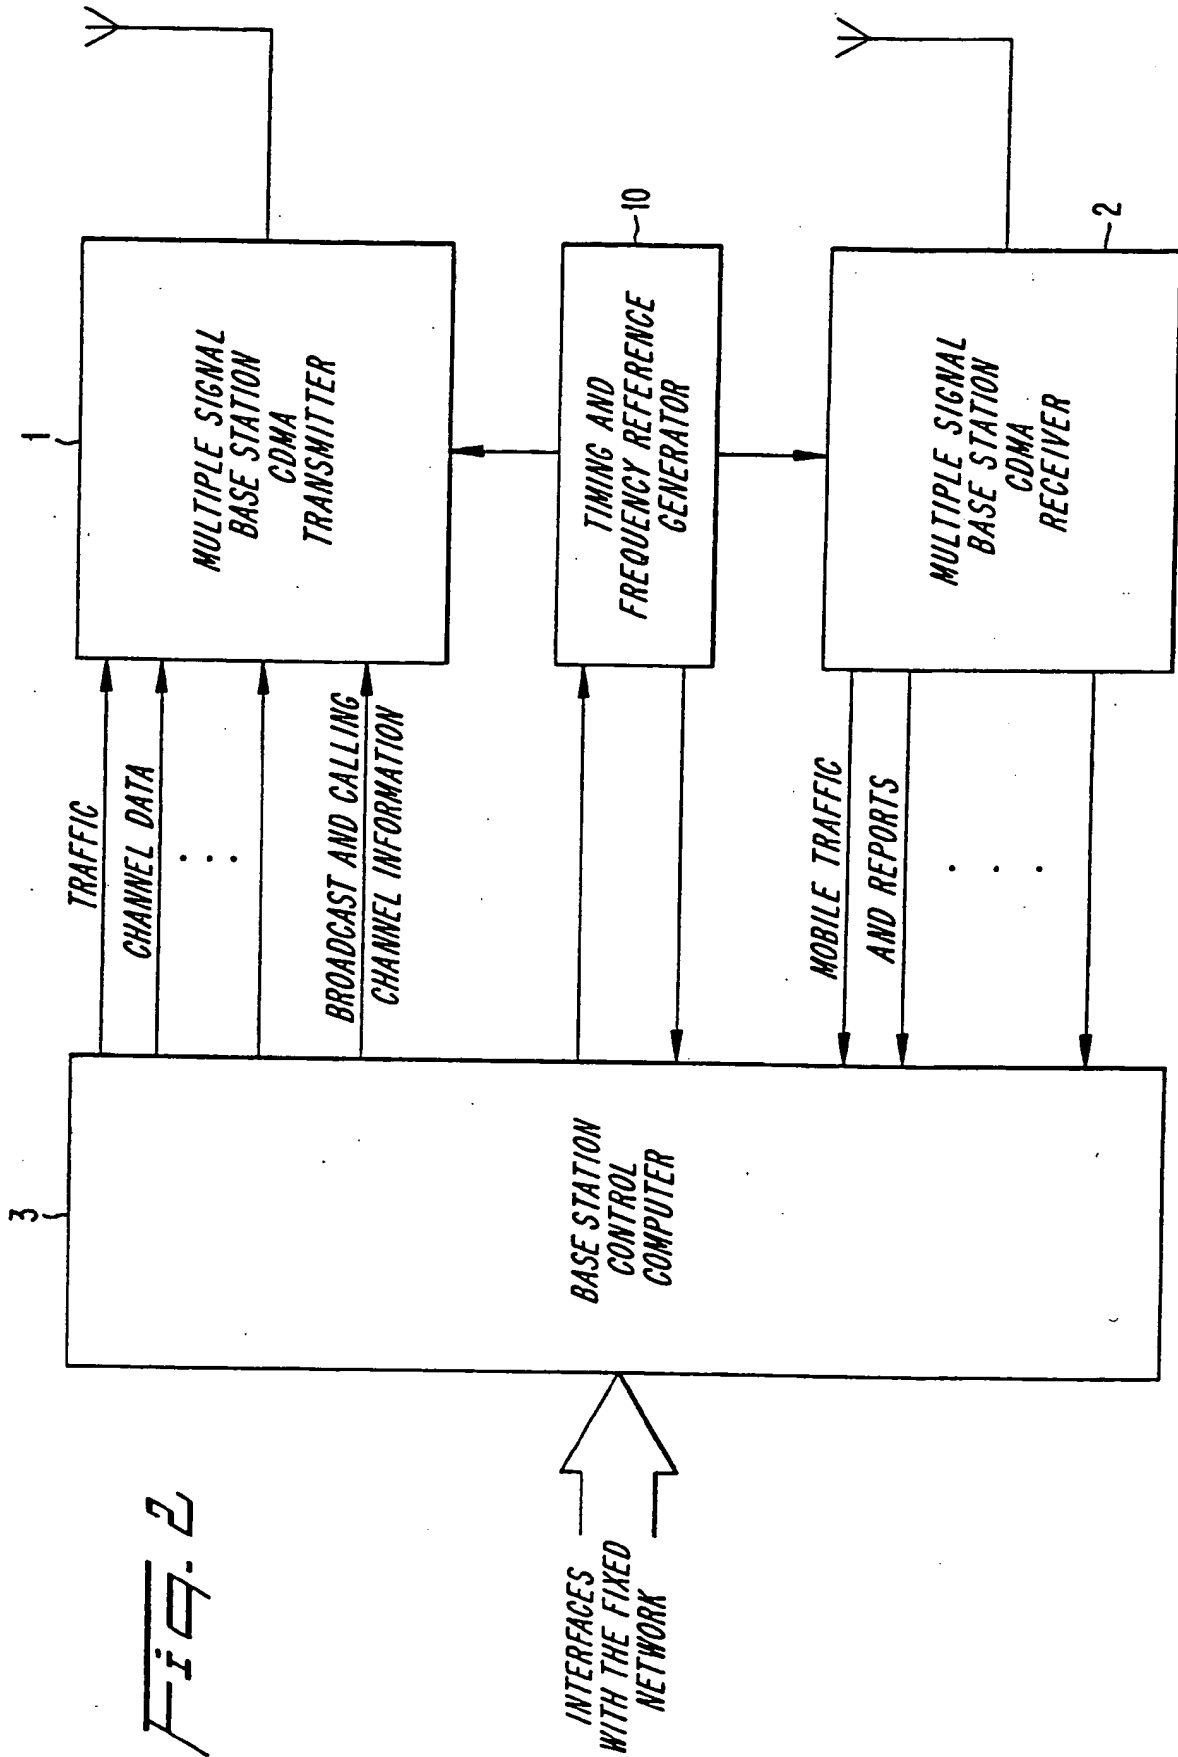 Fig. 2
INTERFACES
WITH THE FIXED
NETWORK
3
BASE STATION
CONTROL
COMPUTER
TRAFFIC
CHANNEL DATA
. . .
BROADCAST AND CALLING
CHANNEL INFORMATION
MOBILE TRAFFIC
AND REPORTS
. . .
1
MULTIPLE SIGNAL
BASE STATION
CDMA
TRANSMITTER
10
TIMING AND
FREQUENCY REFERENCE
GENERATOR
2
MULTIPLE SIGNAL
BASE STATION
CDMA
RECEIVER